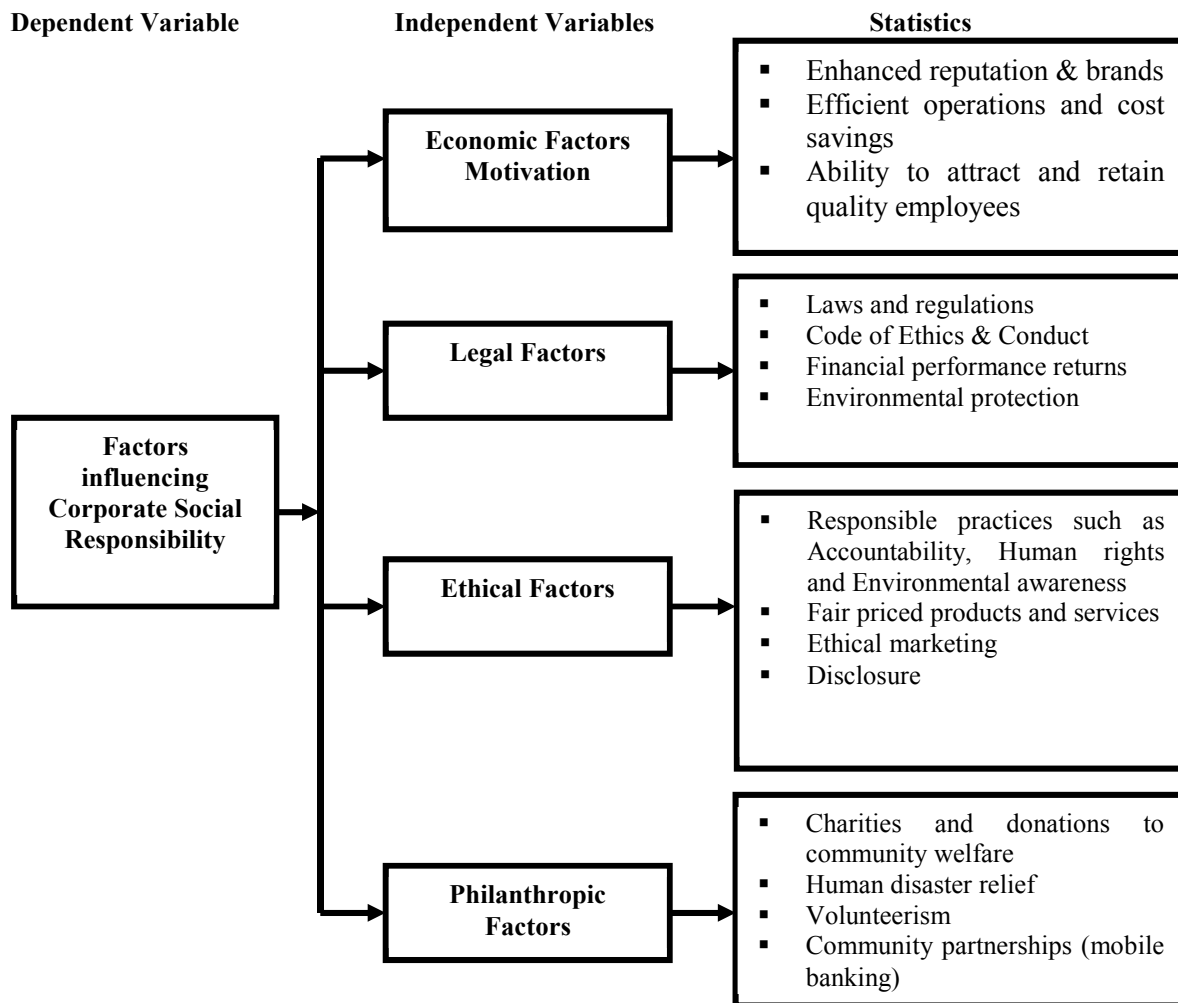 Dependent Variable
Independent Variables
Statistics
Factors
influencing
Corporate Social
Responsibility
Economic Factors
Motivation
▪ Enhanced reputation & brands
▪ Efficient operations and cost
savings
▪ Ability to attract and retain
quality employees
Legal Factors
▪ Laws and regulations
▪ Code of Ethics & Conduct
▪ Financial performance returns
▪ Environmental protection
Ethical Factors
▪ Responsible practices such as
Accountability, Human rights
and Environmental awareness
▪ Fair priced products and services
▪ Ethical marketing
▪ Disclosure
Philanthropic
Factors
▪ Charities and donations to
community welfare
▪ Human disaster relief
▪ Volunteerism
▪ Community partnerships (mobile
banking)